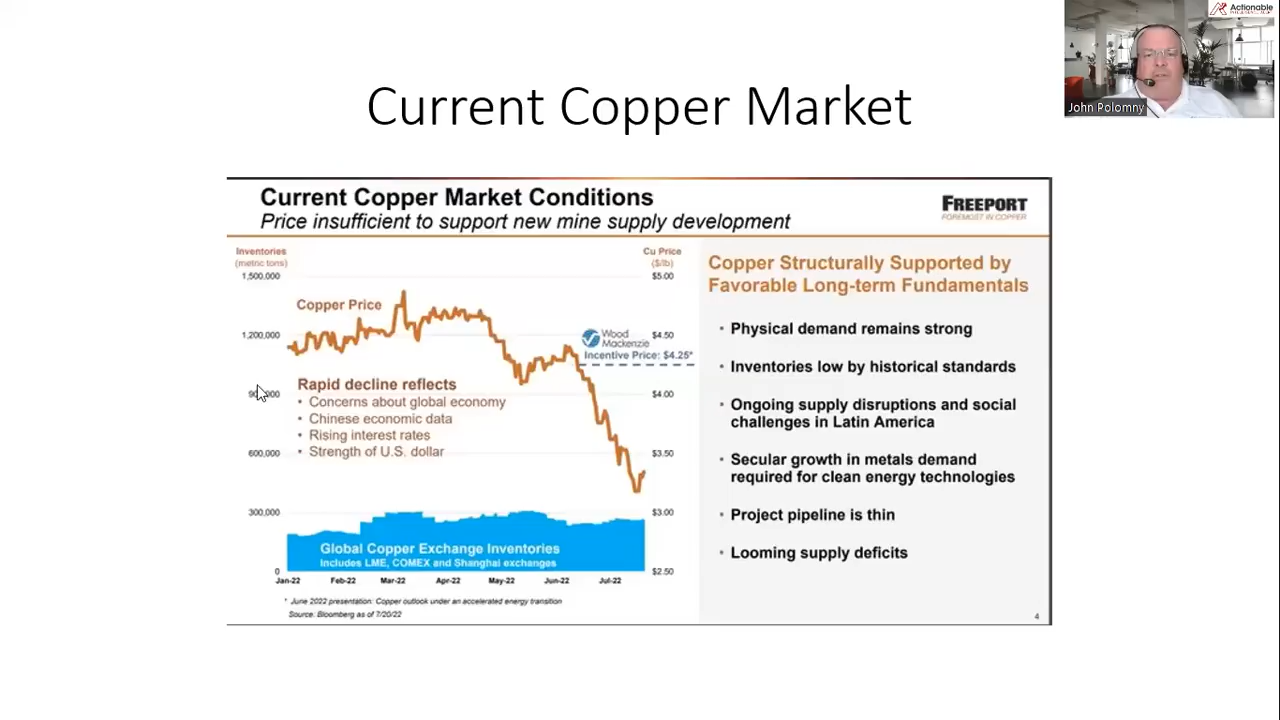 Actionable
John Polomny
Current Copper Market
Current Copper Market Conditions
Price insufficient to support new mine supply development
FREEPORT
FOREMOST IN COPPER
Inventories
(metric tons)
1,500,000
1,200,000
600,000
300,000
0
Copper Price
Rapid decline reflects
• Concerns about global economy
• Chinese economic data
• Rising interest rates
• Strength of U.S. dollar
Wood
Mackenzie
Incentive Price: $4.25*
Cu Price
($/lb)
$5.00
$4.50
$4.00
$3.50
$3.00
$2.50
Global Copper Exchange Inventories
Includes LME, COMEX and Shanghai exchanges
Jan-22 Feb-22 Mar-22 Apr-22 May-22 Jun-22 Jul-22
* June 2022 presentation: Copper outlook under an accelerated energy transition
Source: Bloomberg as of 7/20/22
Copper Structurally Supported by
Favorable Long-term Fundamentals
• Physical demand remains strong
• Inventories low by historical standards
• Ongoing supply disruptions and social
challenges in Latin America
• Secular growth in metals demand
required for clean energy technologies
• Project pipeline is thin
• Looming supply deficits
4